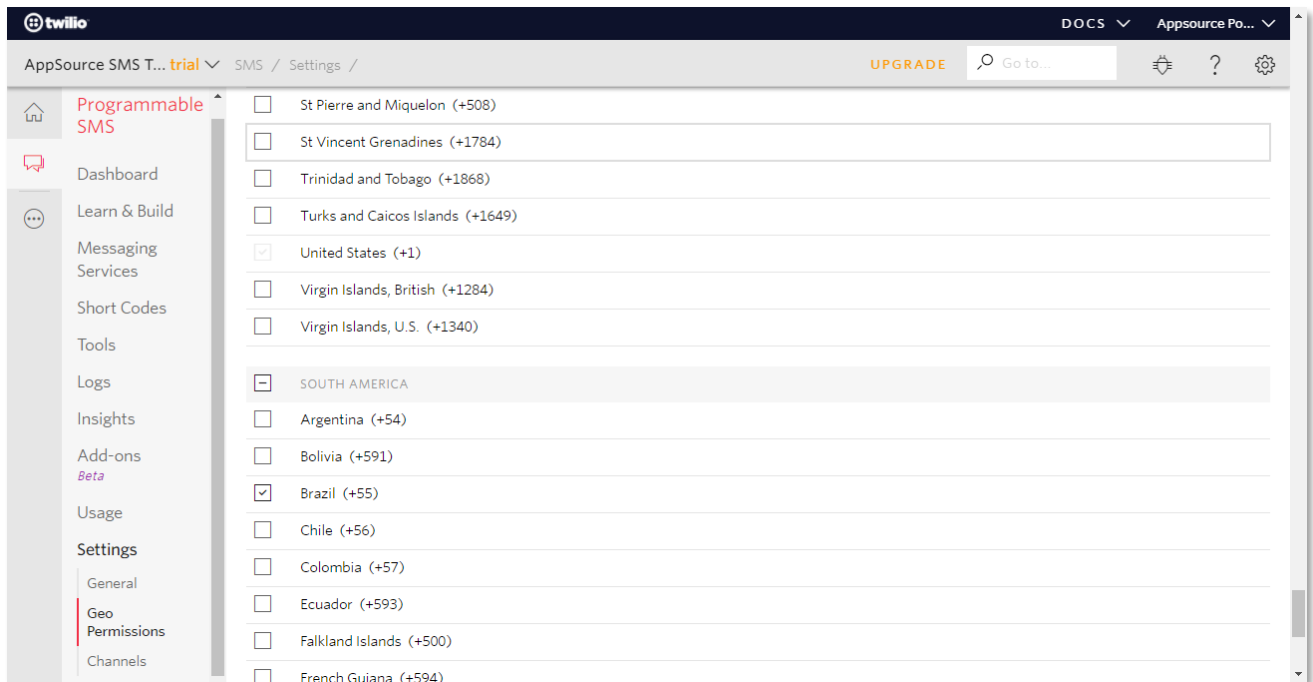 twilio
DOCS
Appsource Po...
AppSource SMS T... trial
SMS / Settings /
UPGRADE
Go to...
Programmable
SMS
Dashboard
Learn & Build
Messaging
Services
Short Codes
Tools
Logs
Insights
Add-ons
Beta
Usage
Settings
General
Geo
Permissions
Channels
St Pierre and Miquelon (+508)
St Vincent Grenadines (+1784)
Trinidad and Tobago (+1868)
Turks and Caicos Islands (+1649)
United States (+1)
Virgin Islands, British (+1284)
Virgin Islands, U.S. (+1340)
SOUTH AMERICA
Argentina (+54)
Bolivia (+591)
Brazil (+55)
Chile (+56)
Colombia (+57)
Ecuador (+593)
Falkland Islands (+500)
French Guiana (+594)